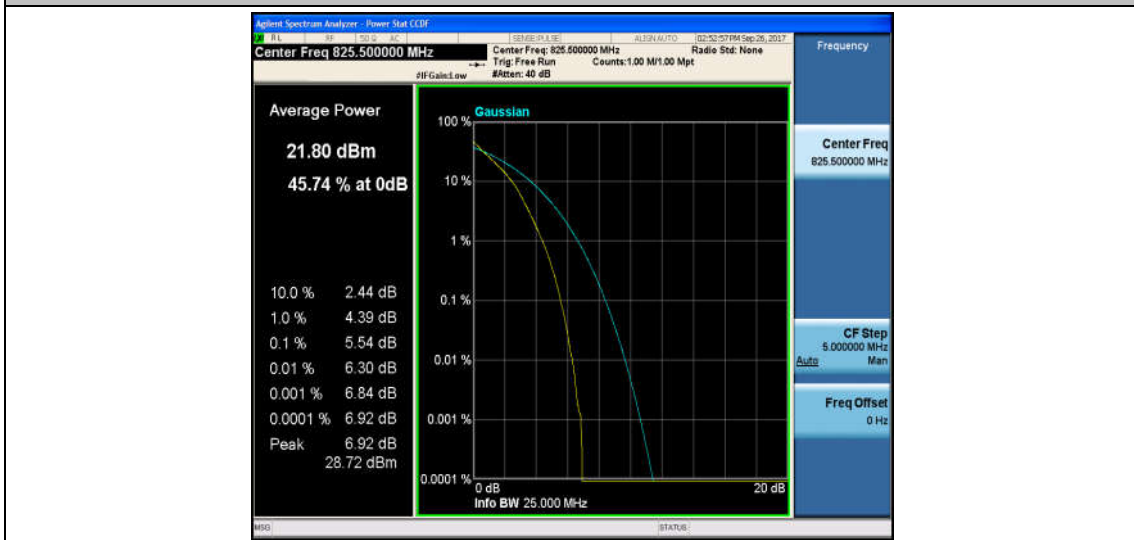 Agilent Spectrum Analyzer - Power Stat CCDF
RL RF 50 Ω AC SENSE:PULSE ALIGN AUTO 02:52:57 PM Sep 26, 2017
Center Freq 825.500000 MHz
Center Freq: 825.500000 MHz Radio Std: None
Trig: Free Run Counts:1.00 M/1.00 Mpt
#IFGain:Low #Atten: 40 dB
Frequency
Average Power
21.80 dBm
45.74 % at 0dB
10.0 % 2.44 dB
1.0 % 4.39 dB
0.1 % 5.54 dB
0.01 % 6.30 dB
0.001 % 6.84 dB
0.0001 % 6.92 dB
Peak 6.92 dB
28.72 dBm
Gaussian
100 %
10 %
1 %
0.1 %
0.01 %
0.001 %
0.0001 %
0 dB 20 dB
Info BW 25.000 MHz
Center Freq
825.500000 MHz
CF Step
5.000000 MHz
Auto Man
Freq Offset
0 Hz
MSG STATUS